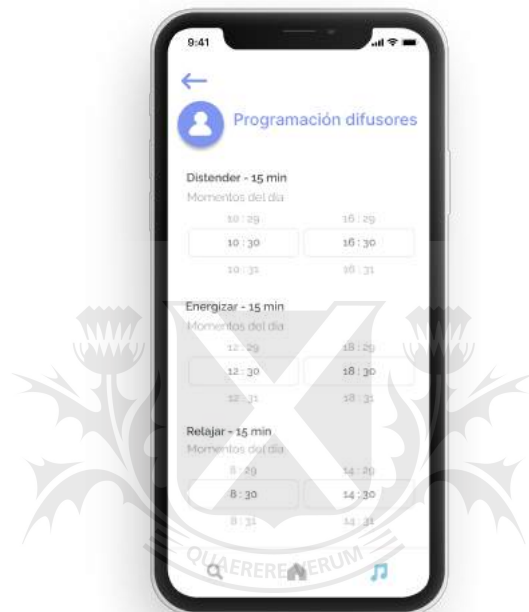 9:41
Programación difusores
Distender - 15 min
Momentos del día
10 : 29 16 : 29
10 : 30 16 : 30
10 : 31 16 : 31
Energizar - 15 min
Momentos del día
12 : 29 18 : 29
12 : 30 18 : 30
12 : 31 18 : 31
Relajar - 15 min
Momentos del día
8 : 29 14 : 29
8 : 30 14 : 30
8 : 31 14 : 31
QUAERERE VERUM